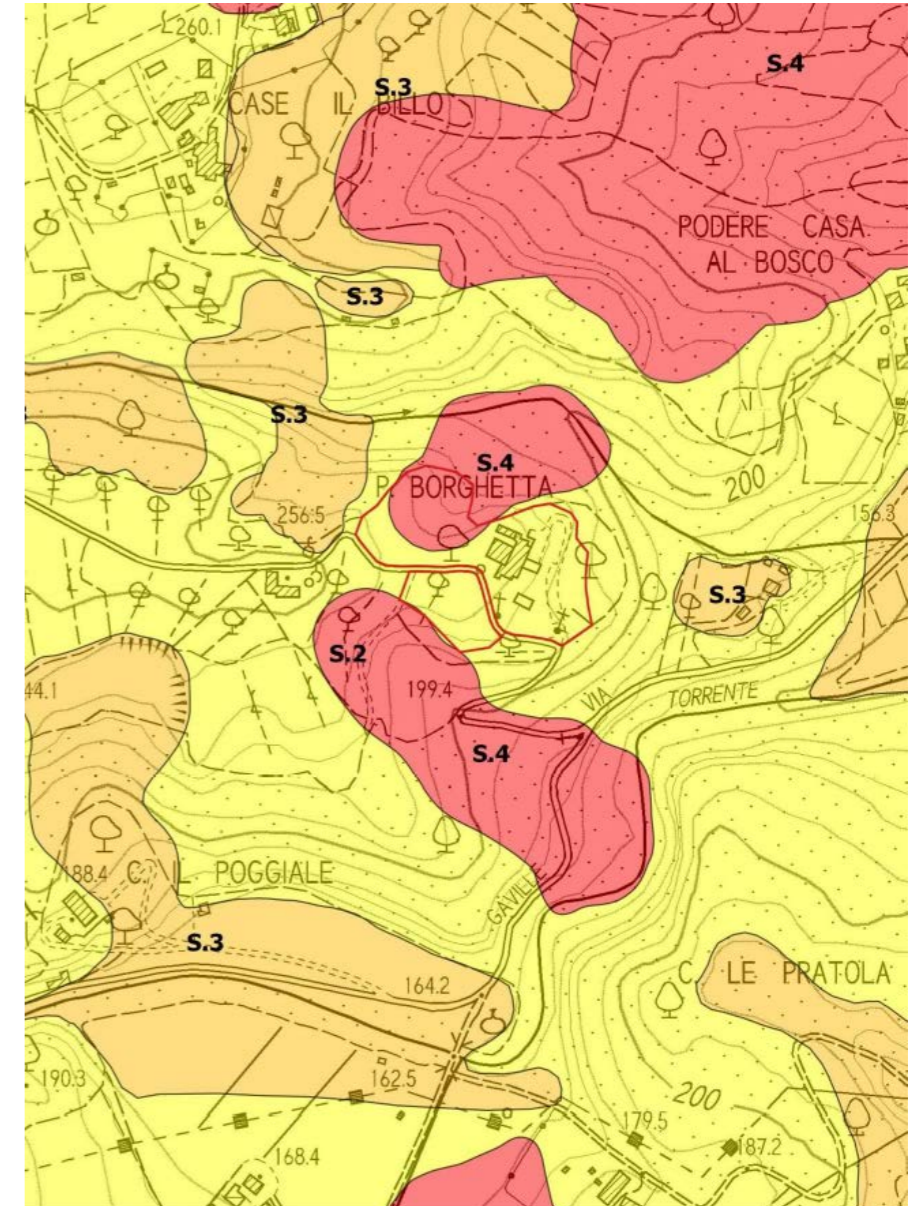 260.1
S.3
S.4
CASE IL BILLO
PODERE CASA
AL BOSCO
S.3
S.3
S.4
200
P. BORGHETTA
256.5
156.3
S.3
S.2
44.1
199.4
VIA
TORRENTE
S.4
188.4
C. IL POGGIALE
GAVILL
S.3
164.2
C. LE PRATOLA
190.3
162.5
200
179.5
187.2
168.4